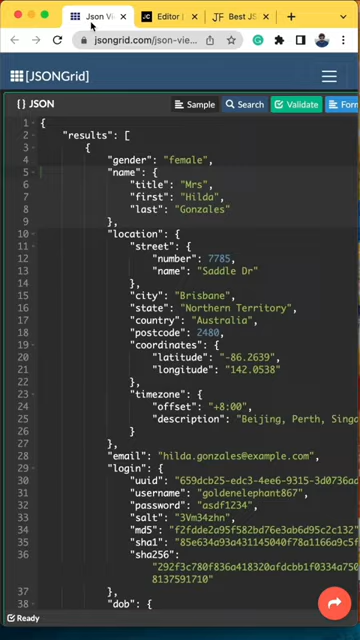 Json Vi
Editor |
Best JS
jsongrid.com/json-view
[JSONGrid]
{ } JSON
Sample
Search
Validate
Form
1 {
2 "results": [
3 {
4 "gender": "female",
5 "name": {
6 "title": "Mrs",
7 "first": "Hilda",
8 "last": "Gonzales"
9 },
10 "location": {
11 "street": {
12 "number": 7785,
13 "name": "Saddle Dr"
14 },
15 "city": "Brisbane",
16 "state": "Northern Territory",
17 "country": "Australia",
18 "postcode": 2480,
19 "coordinates": {
20 "latitude": "-86.2639",
21 "longitude": "142.0538"
22 },
23 "timezone": {
24 "offset": "+8:00",
25 "description": "Beijing, Perth, Singa
26 }
27 },
28 "email": "hilda.gonzales@example.com",
29 "login": {
30 "uuid": "659dcb25-edc3-4ee6-9315-3d0736a
31 "username": "goldenelephant867",
32 "password": "asdf1234",
33 "salt": "3Vm34zhn",
34 "md5": "f2fdde2a95f582bd76e3ab6d95c2c132"
35 "sha1": "85e634a93a431145040f78a1166a9c5f
36 "sha256":
"292f3c780f836a418320afdcbb1f0334a750
8137591710"
37 },
38 "dob": {
Ready